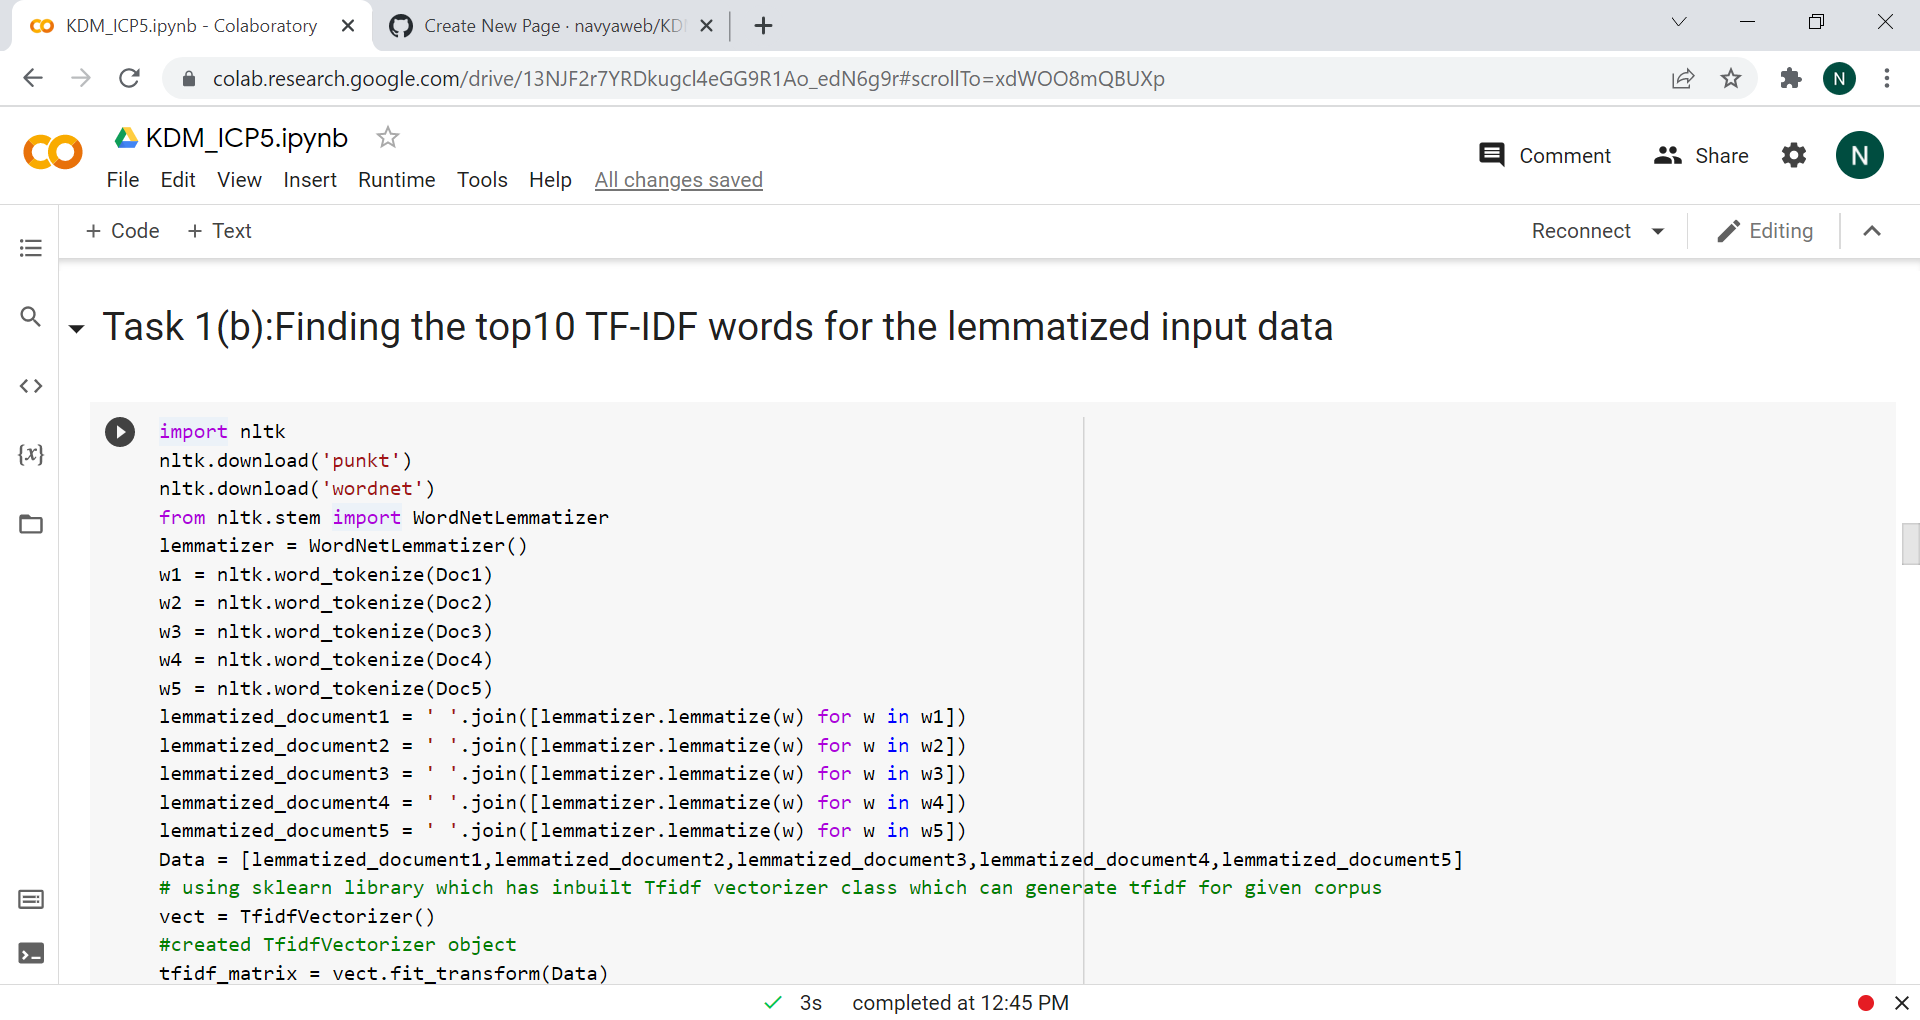 KDM_ICP5.ipynb - Colaboratory
Create New Page · navyaweb/KD
colab.research.google.com/drive/13NJF2r7YRDkugcl4eGG9R1Ao_edN6g9r#scrollTo=xdWOO8mQBUXp
N
KDM_ICP5.ipynb
Comment
Share
N
File Edit View Insert Runtime Tools Help All changes saved
+ Code + Text
Reconnect
Editing
Task 1(b):Finding the top10 TF-IDF words for the lemmatized input data
{x}
import nltk
nltk.download('punkt')
nltk.download('wordnet')
from nltk.stem import WordNetLemmatizer
lemmatizer = WordNetLemmatizer()
w1 = nltk.word_tokenize(Doc1)
w2 = nltk.word_tokenize(Doc2)
w3 = nltk.word_tokenize(Doc3)
w4 = nltk.word_tokenize(Doc4)
w5 = nltk.word_tokenize(Doc5)
lemmatized_document1 = ' '.join([lemmatizer.lemmatize(w) for w in w1])
lemmatized_document2 = ' '.join([lemmatizer.lemmatize(w) for w in w2])
lemmatized_document3 = ' '.join([lemmatizer.lemmatize(w) for w in w3])
lemmatized_document4 = ' '.join([lemmatizer.lemmatize(w) for w in w4])
lemmatized_document5 = ' '.join([lemmatizer.lemmatize(w) for w in w5])
Data = [lemmatized_document1,lemmatized_document2,lemmatized_document3,lemmatized_document4,lemmatized_document5]
# using sklearn library which has inbuilt Tfidf vectorizer class which can generate tfidf for given corpus
vect = TfidfVectorizer()
#created TfidfVectorizer object
tfidf_matrix = vect.fit_transform(Data)
3s completed at 12:45 PM